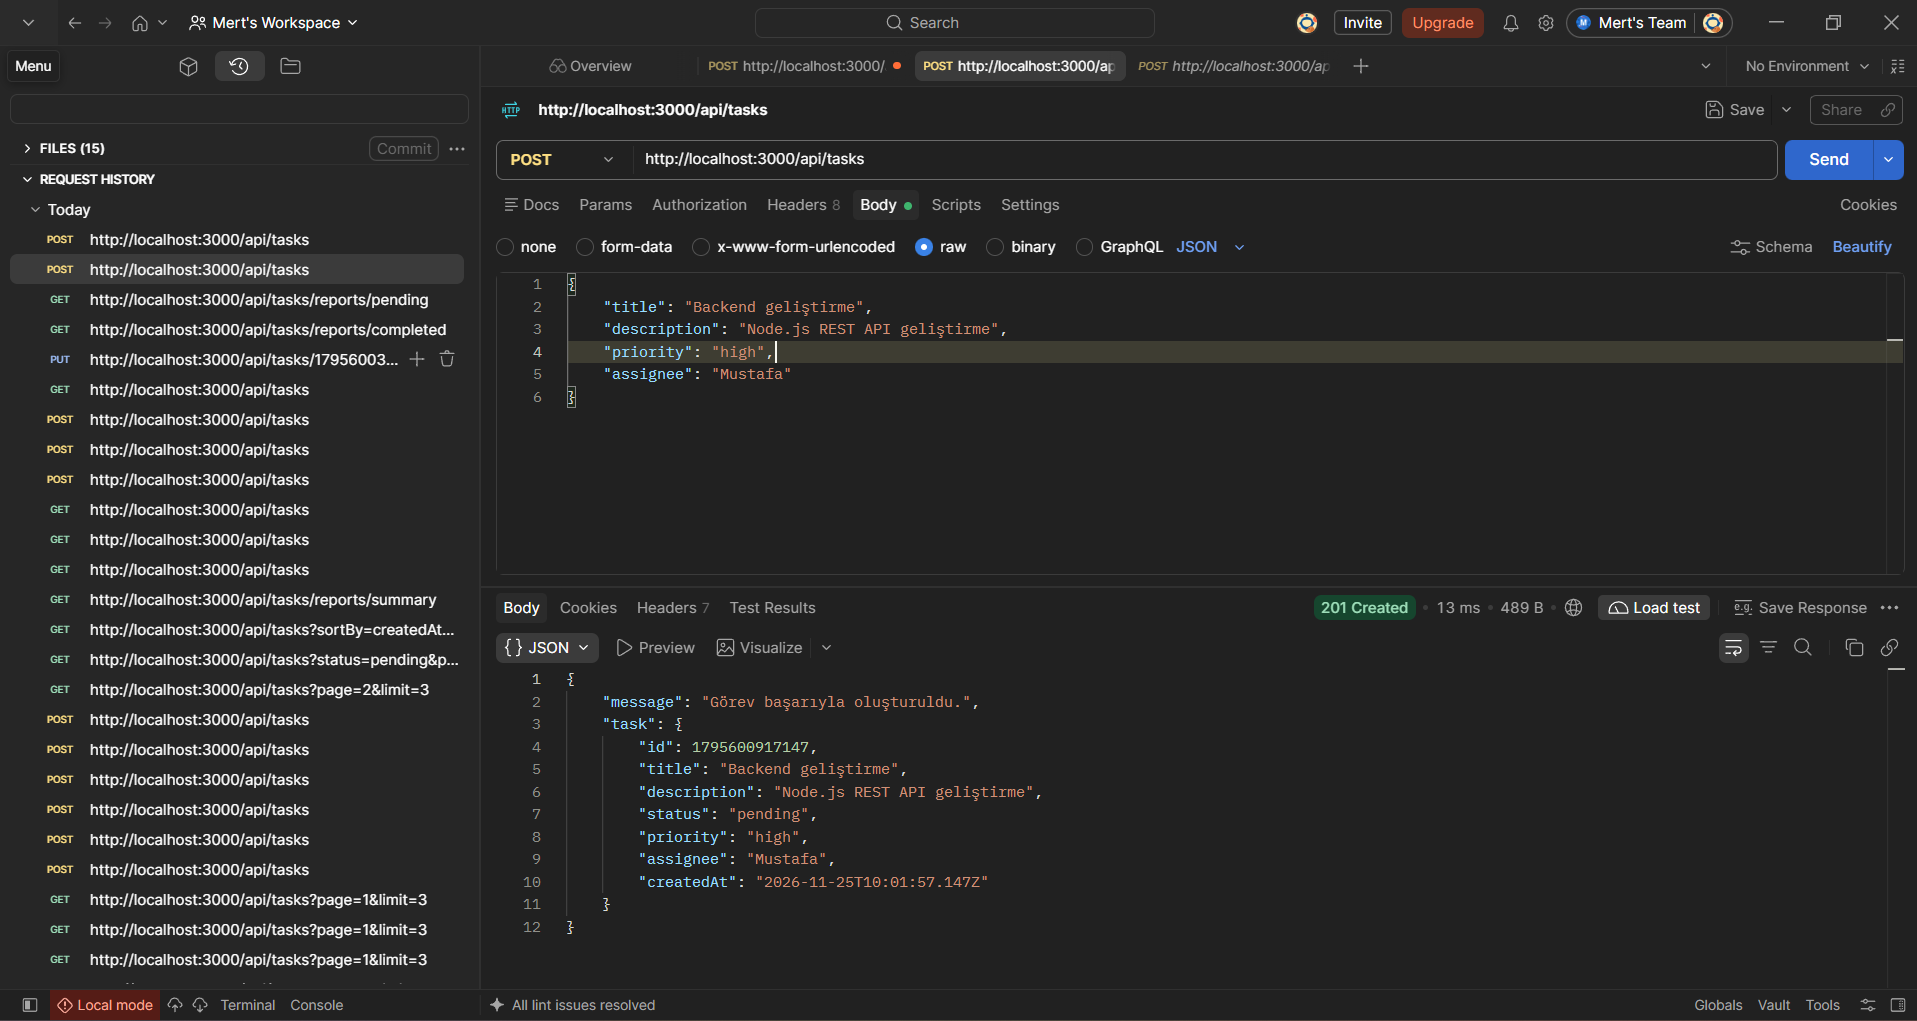 Mert's Workspace
Search
Invite
Upgrade
Mert's Team
Menu
Overview
POST http://localhost:3000/
POST http://localhost:3000/ap
POST http://localhost:3000/ap
No Environment
HTTP http://localhost:3000/api/tasks
Save
Share
FILES (15)
Commit
REQUEST HISTORY
Today
POST http://localhost:3000/api/tasks
POST http://localhost:3000/api/tasks
GET http://localhost:3000/api/tasks/reports/pending
GET http://localhost:3000/api/tasks/reports/completed
PUT http://localhost:3000/api/tasks/17956003...
GET http://localhost:3000/api/tasks
POST http://localhost:3000/api/tasks
POST http://localhost:3000/api/tasks
POST http://localhost:3000/api/tasks
GET http://localhost:3000/api/tasks
GET http://localhost:3000/api/tasks
GET http://localhost:3000/api/tasks
GET http://localhost:3000/api/tasks/reports/summary
GET http://localhost:3000/api/tasks?sortBy=createdAt...
GET http://localhost:3000/api/tasks?status=pending&p...
GET http://localhost:3000/api/tasks?page=2&limit=3
POST http://localhost:3000/api/tasks
POST http://localhost:3000/api/tasks
POST http://localhost:3000/api/tasks
POST http://localhost:3000/api/tasks
POST http://localhost:3000/api/tasks
POST http://localhost:3000/api/tasks
GET http://localhost:3000/api/tasks?page=1&limit=3
GET http://localhost:3000/api/tasks?page=1&limit=3
GET http://localhost:3000/api/tasks?page=1&limit=3
POST http://localhost:3000/api/tasks
Send
Docs Params Authorization Headers 8 Body Scripts Settings
Cookies
none form-data x-www-form-urlencoded raw binary GraphQL JSON
Schema Beautify
1 {
2 "title": "Backend geliştirme",
3 "description": "Node.js REST API geliştirme",
4 "priority": "high",
5 "assignee": "Mustafa"
6 }
Body Cookies Headers 7 Test Results
201 Created • 13 ms • 489 B
Load test
e.g. Save Response
{} JSON Preview Visualize
1 {
2 "message": "Görev başarıyla oluşturuldu.",
3 "task": {
4 "id": 1795600917147,
5 "title": "Backend geliştirme",
6 "description": "Node.js REST API geliştirme",
7 "status": "pending",
8 "priority": "high",
9 "assignee": "Mustafa",
10 "createdAt": "2026-11-25T10:01:57.147Z"
11 }
12 }
Local mode
Terminal
Console
All lint issues resolved
Globals
Vault
Tools